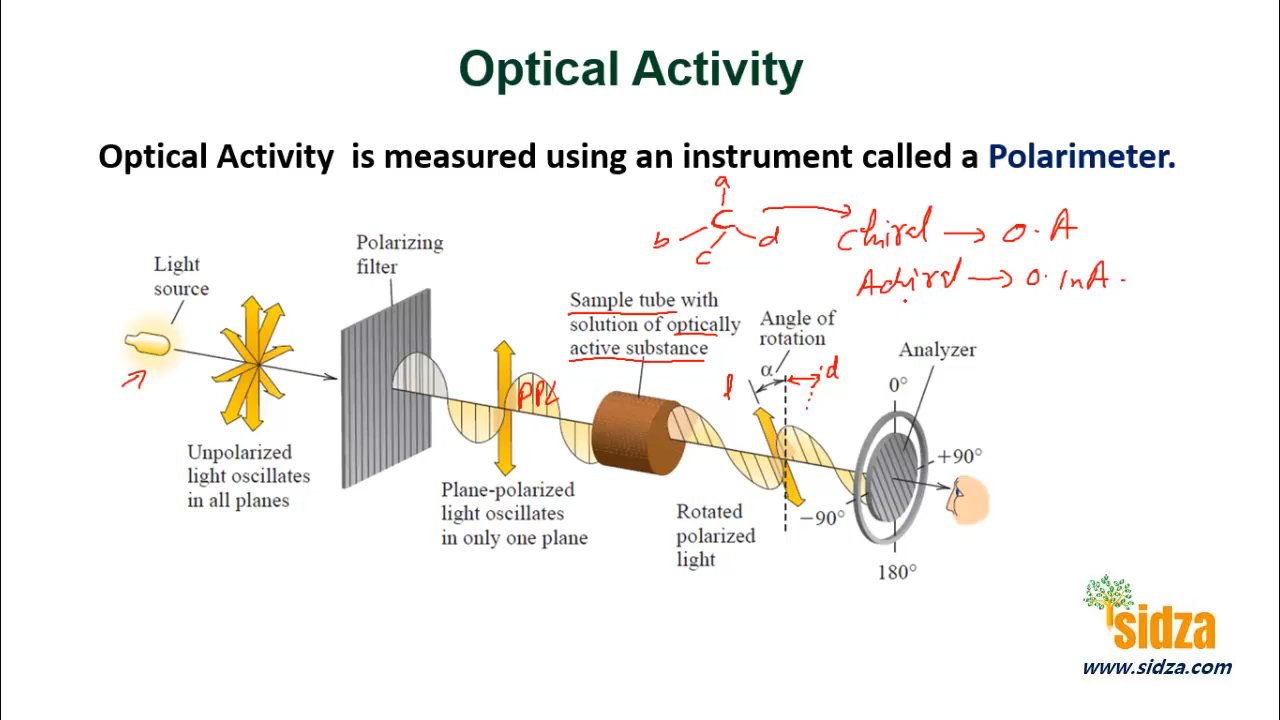 Optical Activity
Optical Activity is measured using an instrument called a Polarimeter.
a
C
b
d
c
Chiral → O.A
Achiral → O.InA.
Polarizing
filter
Light
source
Sample tube with
solution of optically
active substance
Angle of
rotation
α
d
l
Analyzer
0°
PPL
+90°
-90°
180°
Unpolarized
light oscillates
in all planes
Plane-polarized
light oscillates
in only one plane
Rotated
polarized
light
sidza
www.sidza.com